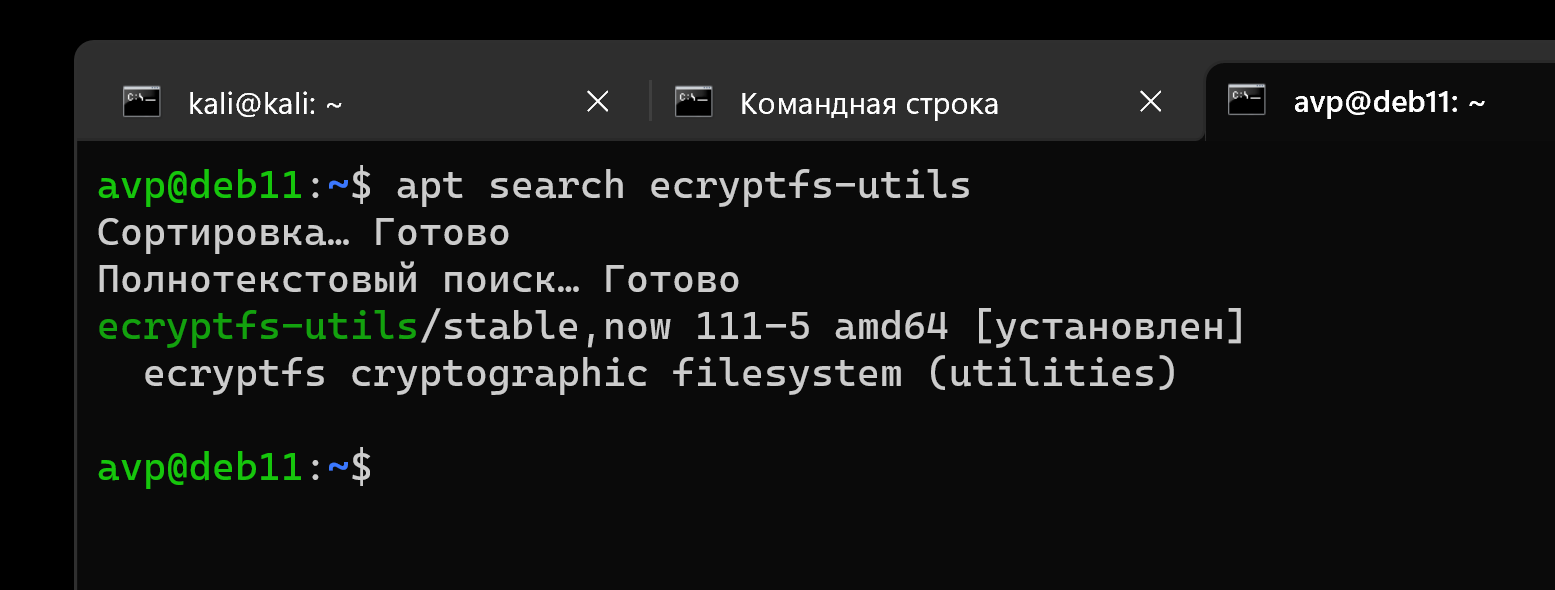 kali@kali: ~
Командная строка
avp@deb11: ~
avp@deb11:~$ apt search ecryptfs-utils
Сортировка… Готово
Полнотекстовый поиск… Готово
ecryptfs-utils/stable,now 111-5 amd64 [установлен]
  ecryptfs cryptographic filesystem (utilities)
avp@deb11:~$